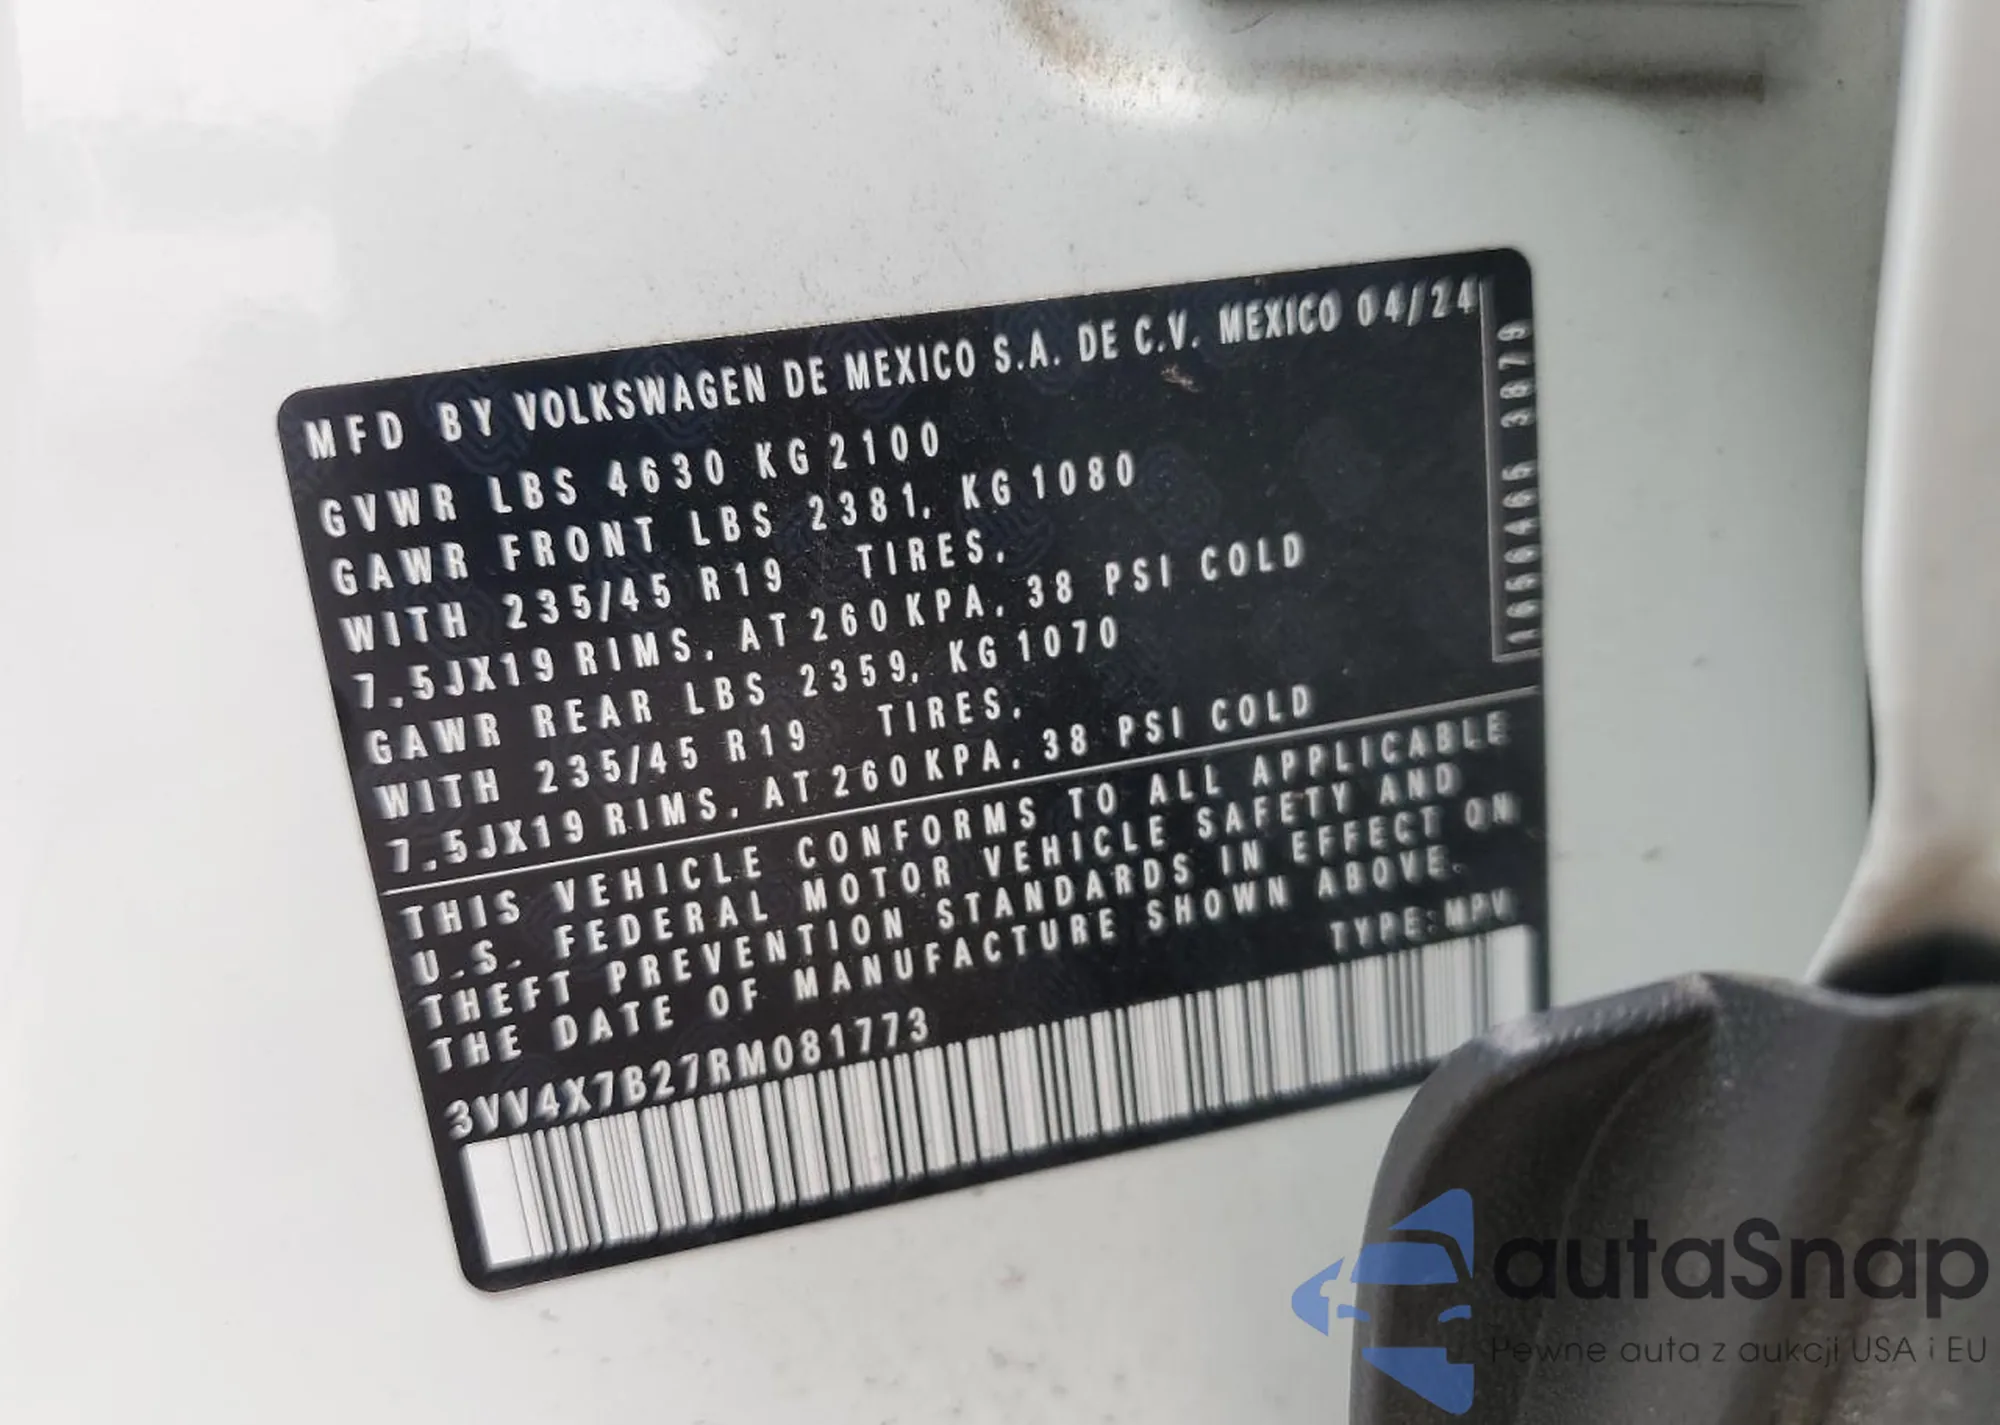 MFD BY VOLKSWAGEN DE MEXICO S.A. DE C.V. MEXICO 04/24
GVWR LBS 4630 KG 2100
GAWR FRONT LBS 2381, KG 1080
WITH 235/45 R19 TIRES,
7.5JX19 RIMS, AT 260 KPA, 38 PSI COLD
GAWR REAR LBS 2359, KG 1070
WITH 235/45 R19 TIRES,
7.5JX19 RIMS, AT 260 KPA, 38 PSI COLD
THIS VEHICLE CONFORMS TO ALL APPLICABLE
U.S. FEDERAL MOTOR VEHICLE SAFETY AND
THEFT PREVENTION STANDARDS IN EFFECT ON
THE DATE OF MANUFACTURE SHOWN ABOVE.
TYPE: MPV
3VV4X7B27RM081773
autaSnap
Pewne auta z aukcji USA i EU